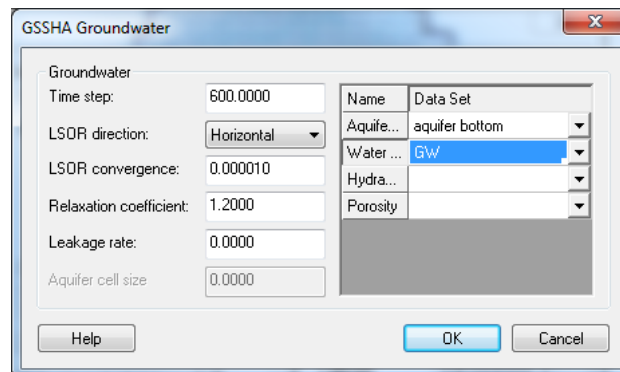 GSSHA Groundwater
Groundwater
Time step: 600.0000
LSOR direction: Horizontal
LSOR convergence: 0.000010
Relaxation coefficient: 1.2000
Leakage rate: 0.0000
Aquifer cell size 0.0000
Name Data Set
Aquife... aquifer bottom
Water ... GW
Hydra...
Porosity
Help OK Cancel